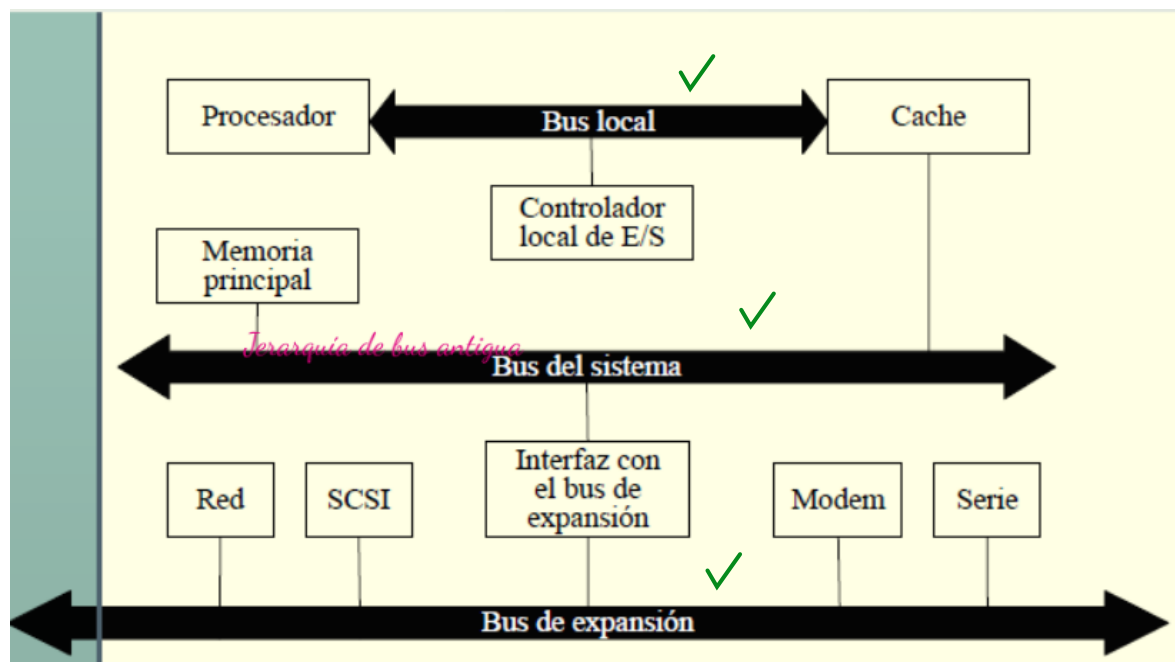 Procesador
Bus local
Cache
Controlador
local de E/S
Memoria
principal
Jerarquía de bus antigua
Bus del sistema
Red
SCSI
Interfaz con
el bus de
expansión
Modem
Serie
Bus de expansión